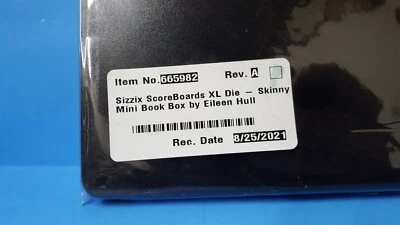 Item No.665982 Rev. A
Sizzix ScoreBoards XL Die – Skinny
Mini Book Box by Eileen Hull
Rec. Date 8/25/2021